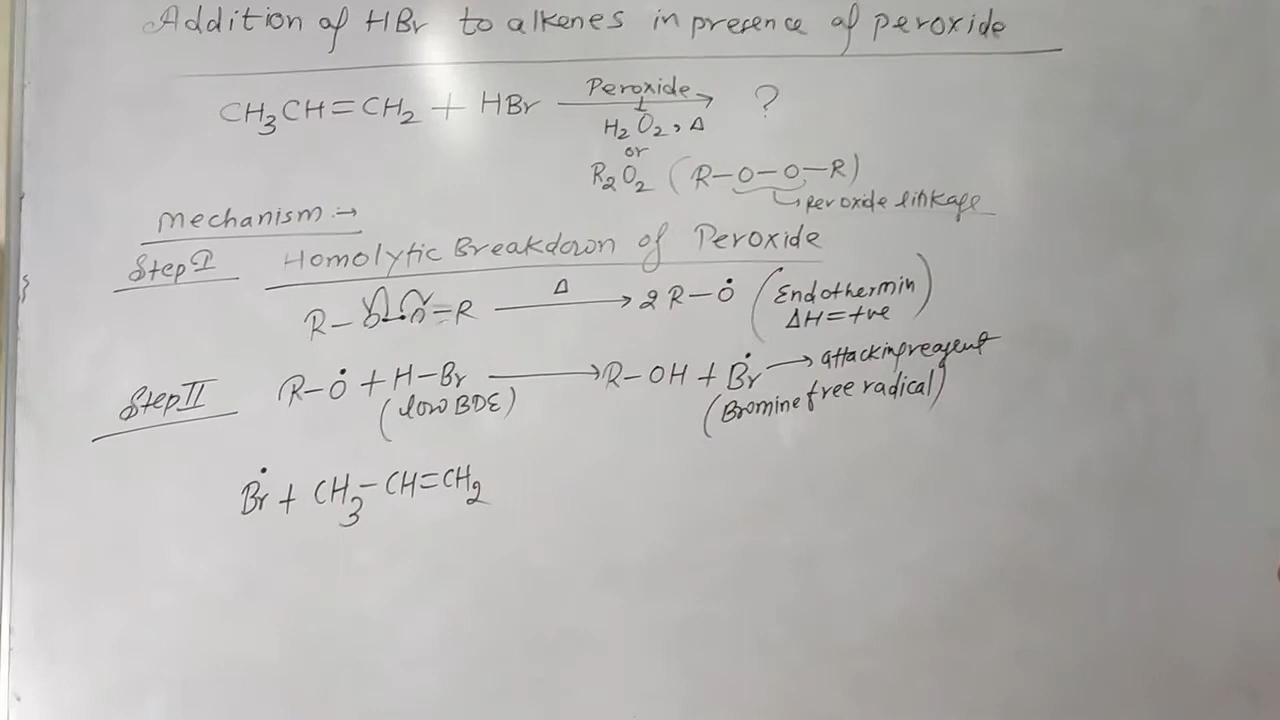 Addition of HBr to alkenes in presence of peroxide
CH₃CH=CH₂ + HBr Peroxide → ?
H₂O₂, Δ
or
R₂O₂ (R-O-O-R)
→ peroxide linkage
Mechanism :→
Step I Homolytic Breakdown of Peroxide
R-O-O-R Δ → 2 R-Ȯ (Endothermin
ΔH=+ve)
Step II R-Ȯ + H-Br → R-OH + Ḃr → attacking reagent
(low BDE) (Bromine free radical)
Ḃr + CH₃-CH=CH₂